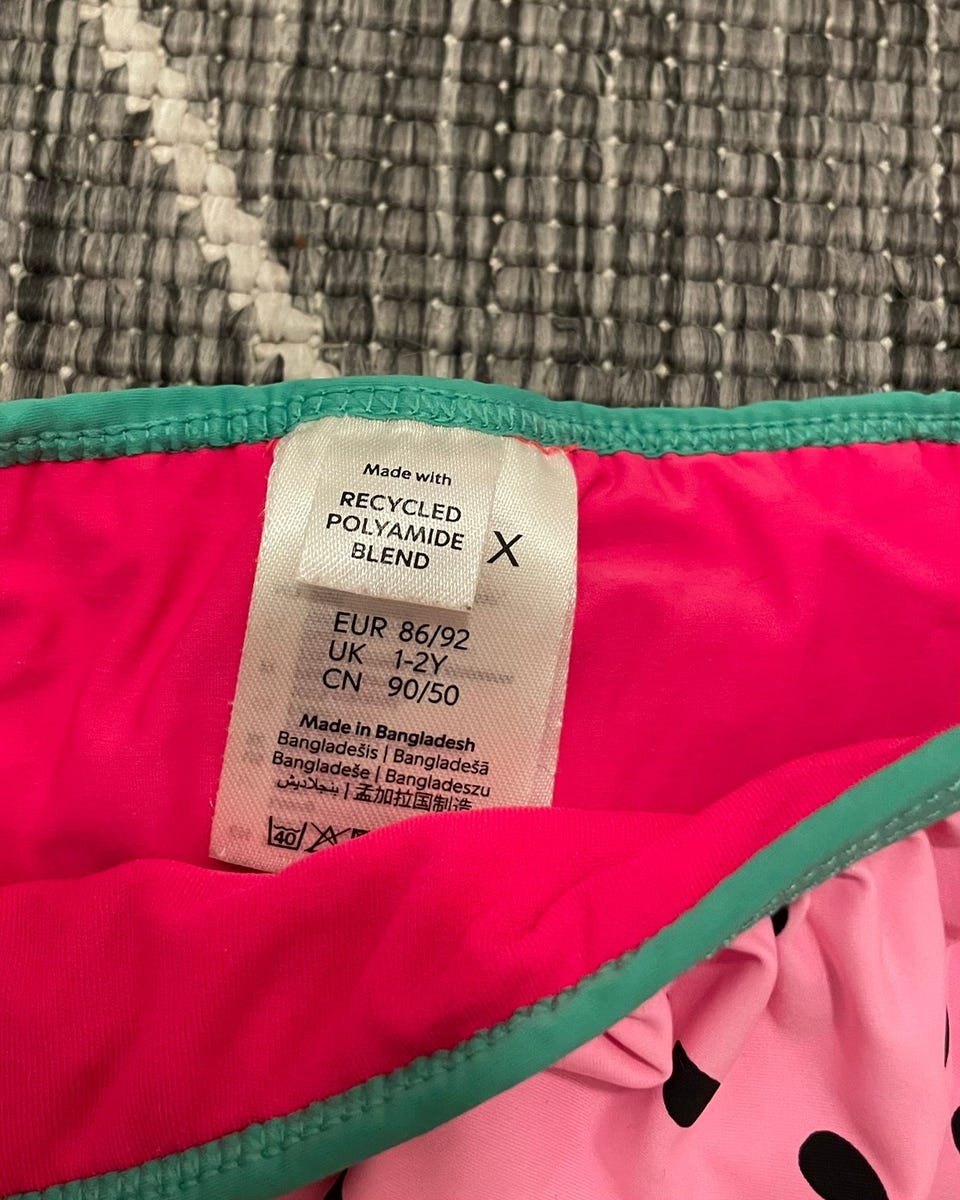 Made with
RECYCLED
POLYAMIDE
BLEND
X
EUR 86/92
UK 1-2Y
CN 90/50
Made in Bangladesh
Bangladešis | Bangladešā
Bangladeše | Bangladeszu
بنجلاديش | 孟加拉国制造
40